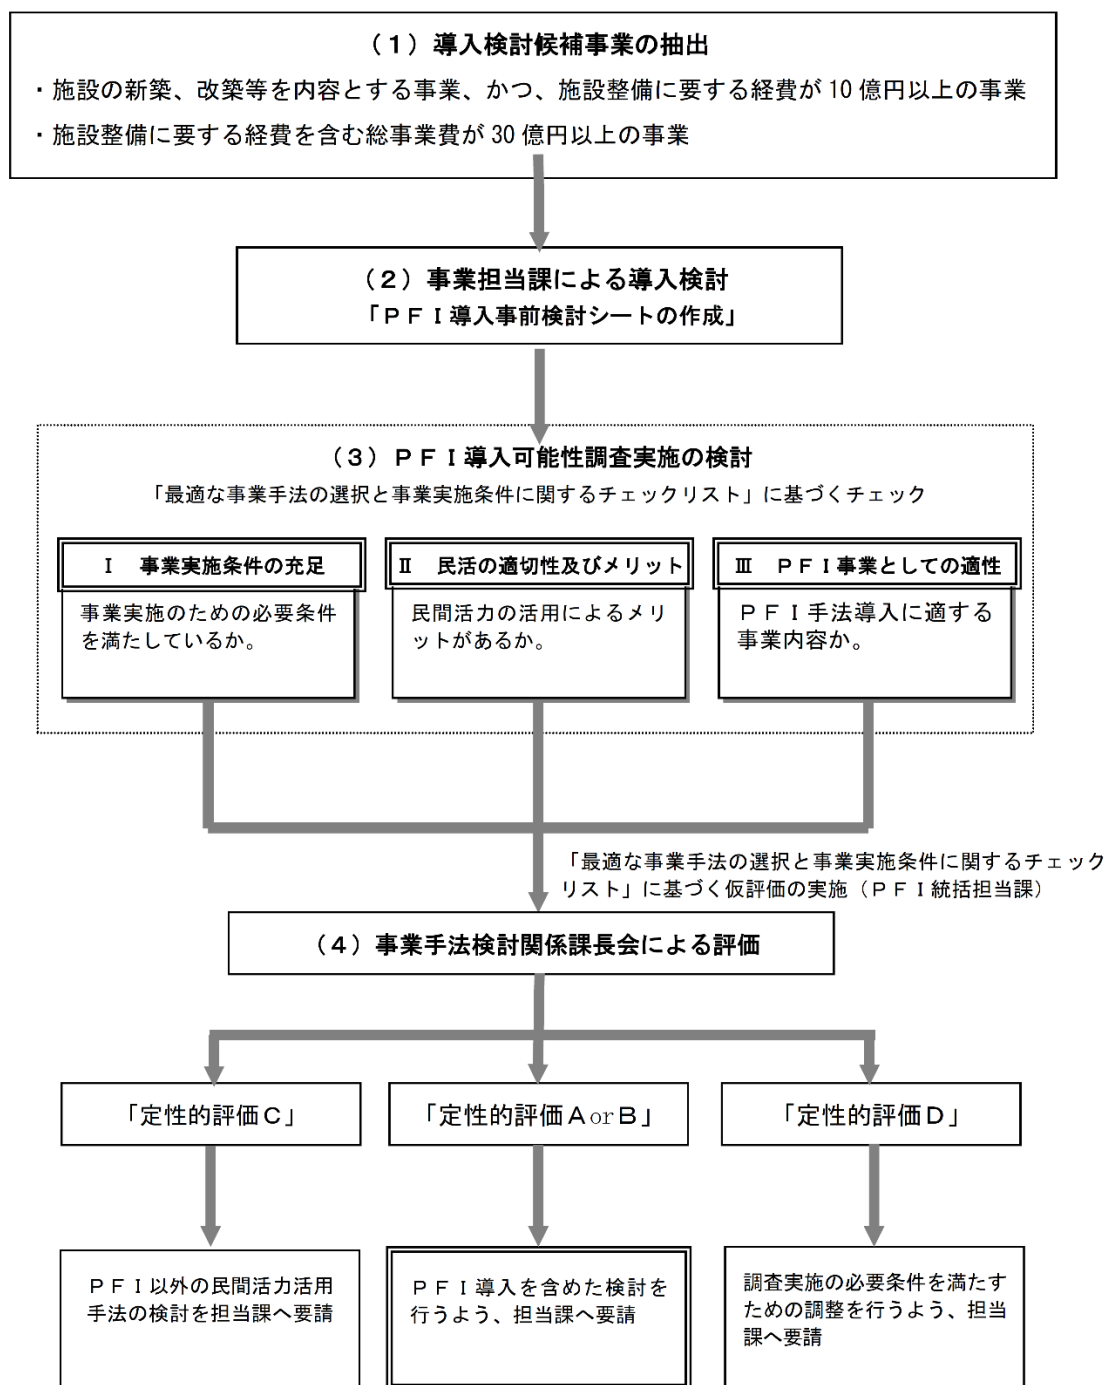 （１）導入検討候補事業の抽出
・施設の新築、改築等を内容とする事業、かつ、施設整備に要する経費が 10 億円以上の事業
・施設整備に要する経費を含む総事業費が 30 億円以上の事業
（２）事業担当課による導入検討
「ＰＦＩ導入事前検討シートの作成」
（３）ＰＦＩ導入可能性調査実施の検討
「最適な事業手法の選択と事業実施条件に関するチェックリスト」に基づくチェック
Ⅰ　事業実施条件の充足
事業実施のための必要条件
を満たしているか。
Ⅱ　民活の適切性及びメリット
民間活力の活用によるメリ
ットがあるか。
Ⅲ　ＰＦＩ事業としての適性
ＰＦＩ手法導入に適する
事業内容か。
「最適な事業手法の選択と事業実施条件に関するチェック
リスト」に基づく仮評価の実施（ＰＦＩ統括担当課）
（４）事業手法検討関係課長会による評価
「定性的評価Ｃ」
「定性的評価ＡorＢ」
「定性的評価Ｄ」
ＰＦＩ以外の民間活力活用
手法の検討を担当課へ要請
ＰＦＩ導入を含めた検討を
行うよう、担当課へ要請
調査実施の必要条件を満たす
ための調整を行うよう、担当
課へ要請